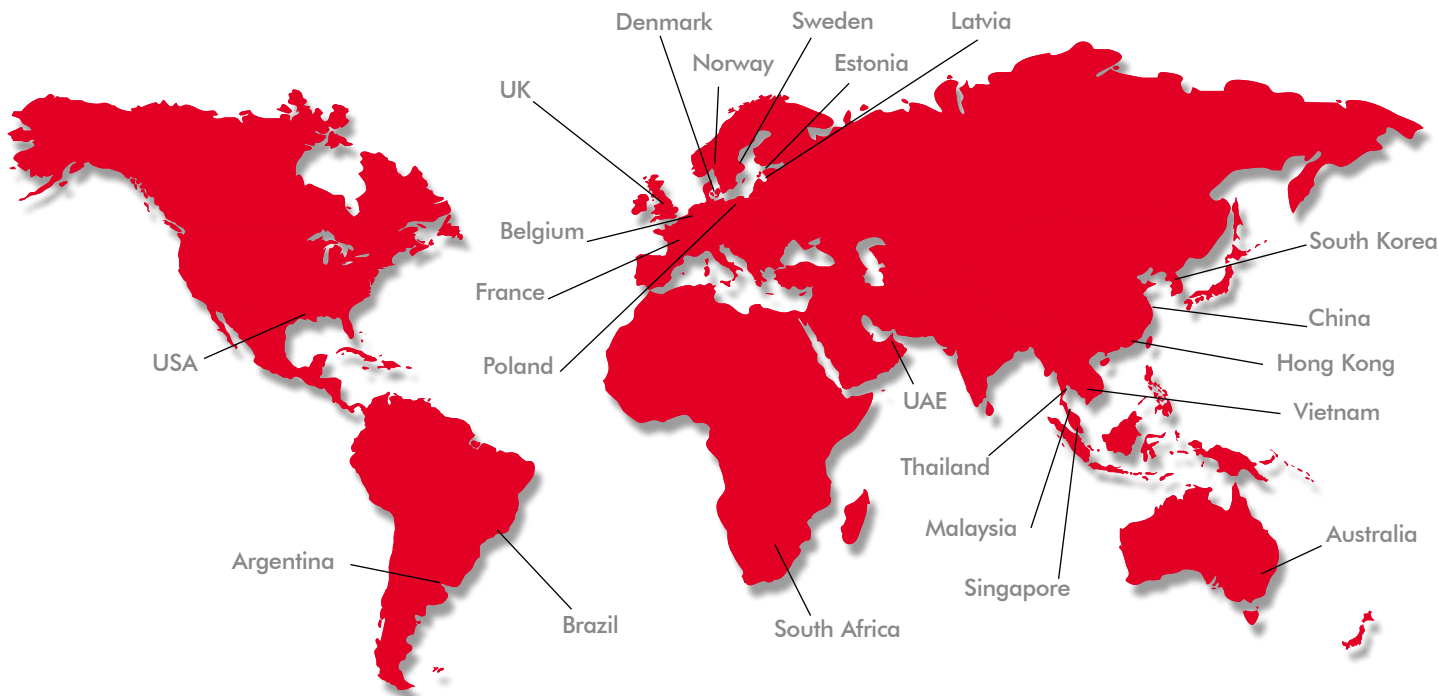 Denmark
Sweden
Latvia
Norway
Estonia
UK
Belgium
South Korea
France
China
USA
Poland
Hong Kong
UAE
Vietnam
Thailand
Malaysia
Australia
Argentina
Singapore
Brazil
South Africa